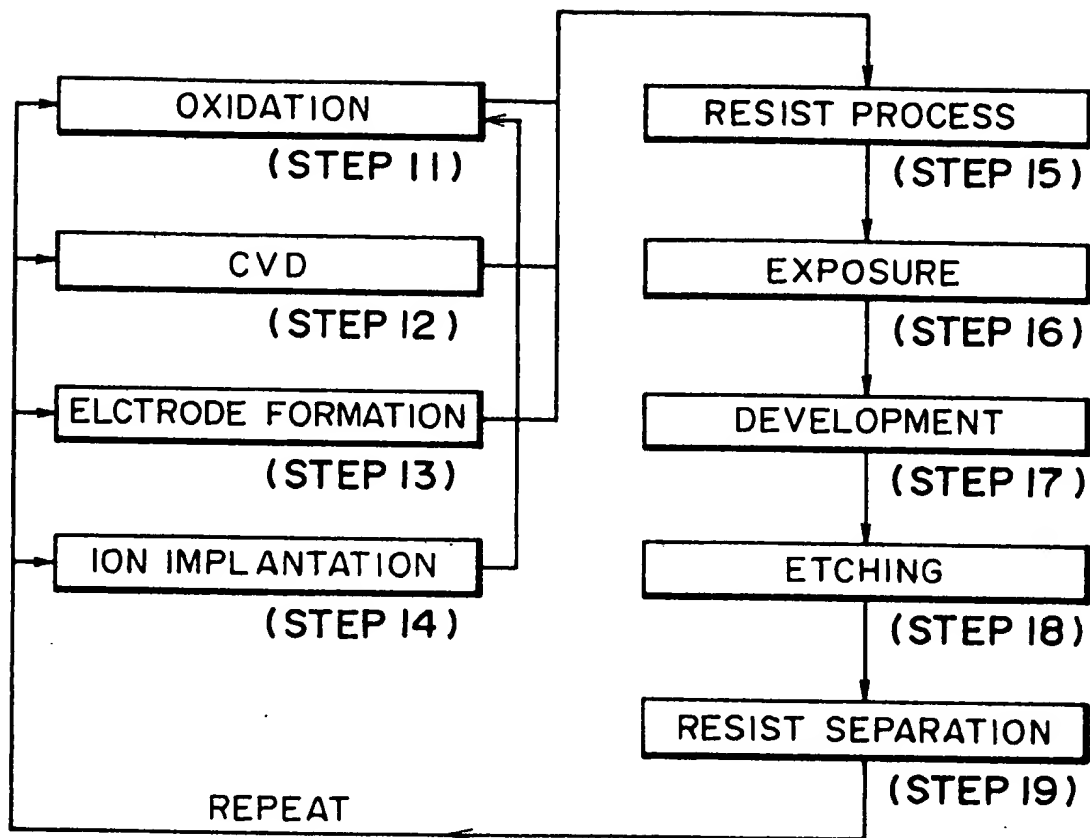 OXIDATION
(STEP 11)
CVD
(STEP 12)
ELCTRODE FORMATION
(STEP 13)
ION IMPLANTATION
(STEP 14)
RESIST PROCESS
(STEP 15)
EXPOSURE
(STEP 16)
DEVELOPMENT
(STEP 17)
ETCHING
(STEP 18)
RESIST SEPARATION
(STEP 19)
REPEAT